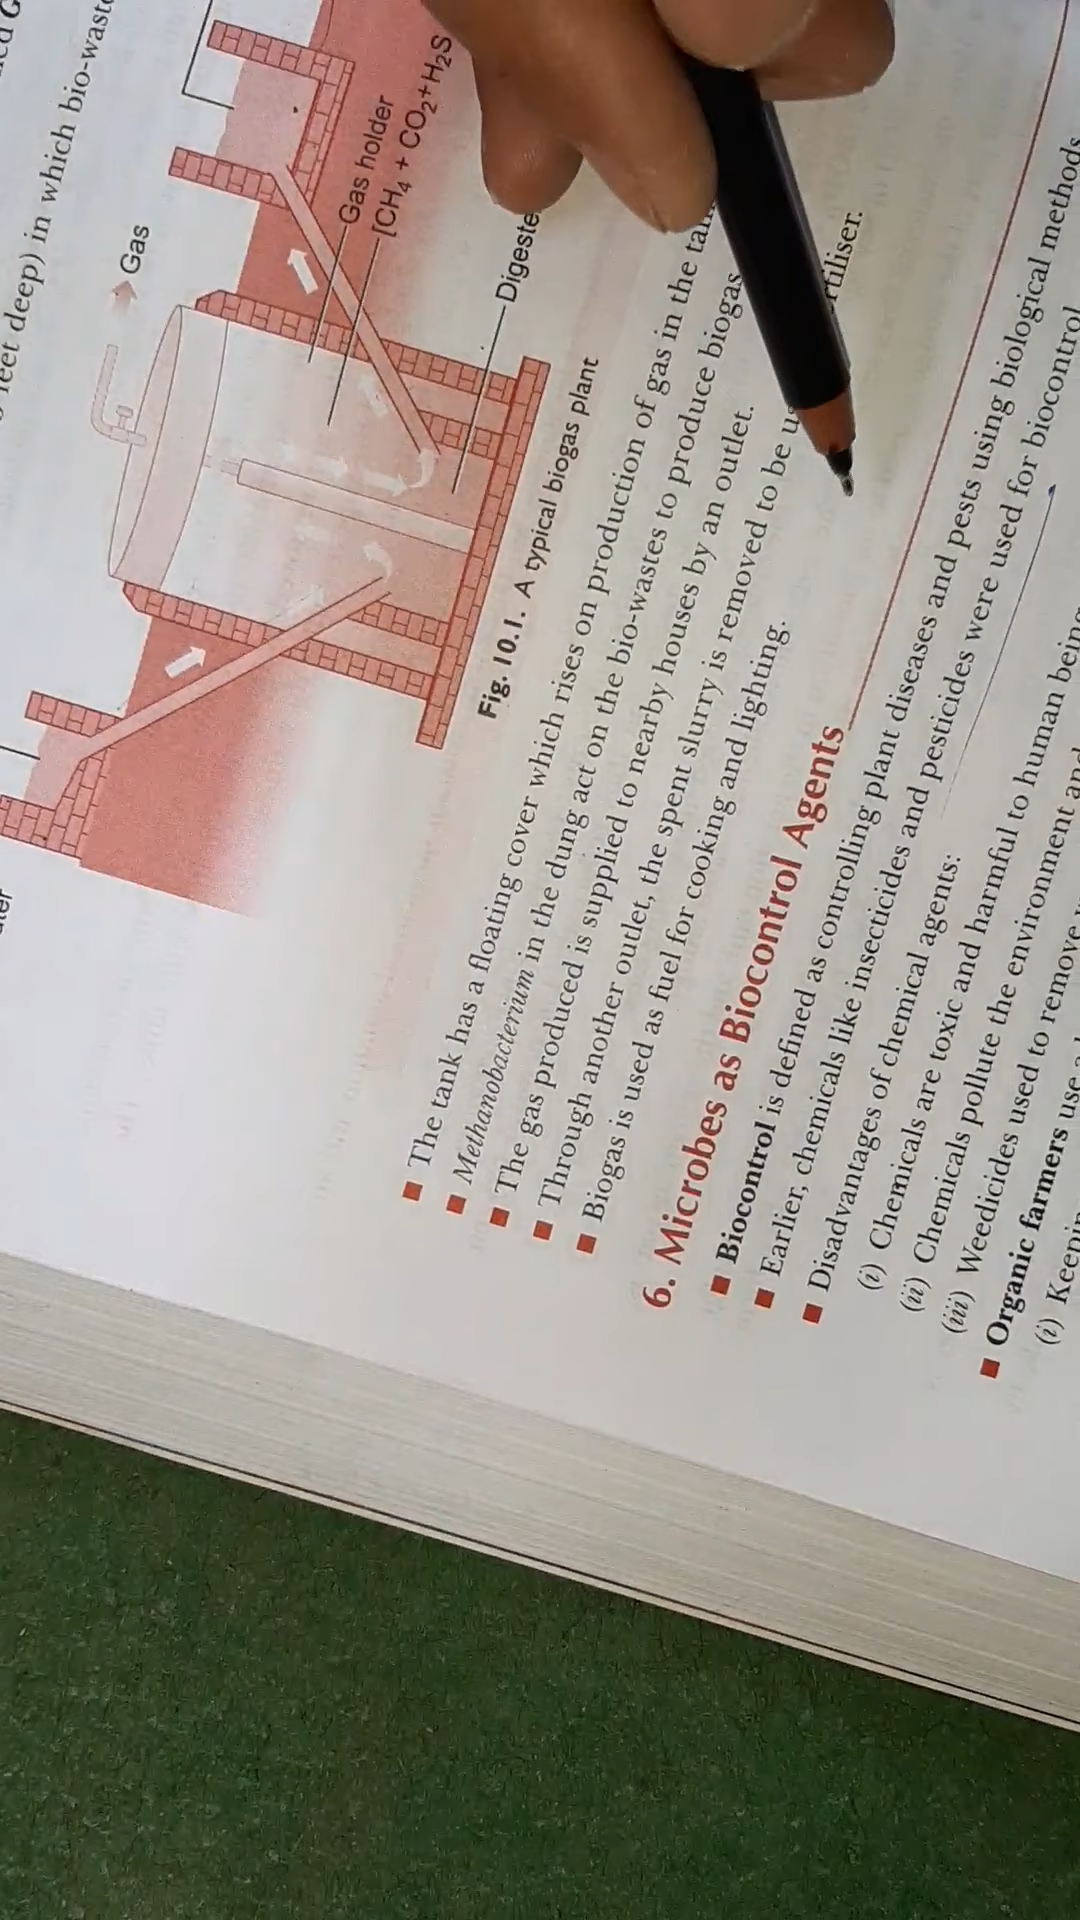 feet deep) in which bio-waste
Gas
Gas holder
[CH4 + CO2+H2S
Fig. 10.1. A typical biogas plant
■ The tank has a floating cover which rises on production of gas in the
■ Methanobacterium in the dung act on the bio-wastes to produce biogas
■ The gas produced is supplied to nearby houses by an outlet.
■ Through another outlet, the spent slurry is removed to be
■ Biogas is used as fuel for cooking and lighting.
6. Microbes as Biocontrol Agents
■ Biocontrol is defined as controlling plant diseases and pests using biological methods
■ Earlier, chemicals like insecticides and pesticides were used for biocontrol
■ Disadvantages of chemical agents:
(i) Chemicals are toxic and harmful to human being
(ii) Chemicals pollute the environment and
(iii) Weedicides used to remove
■ Organic farmers use
(i)